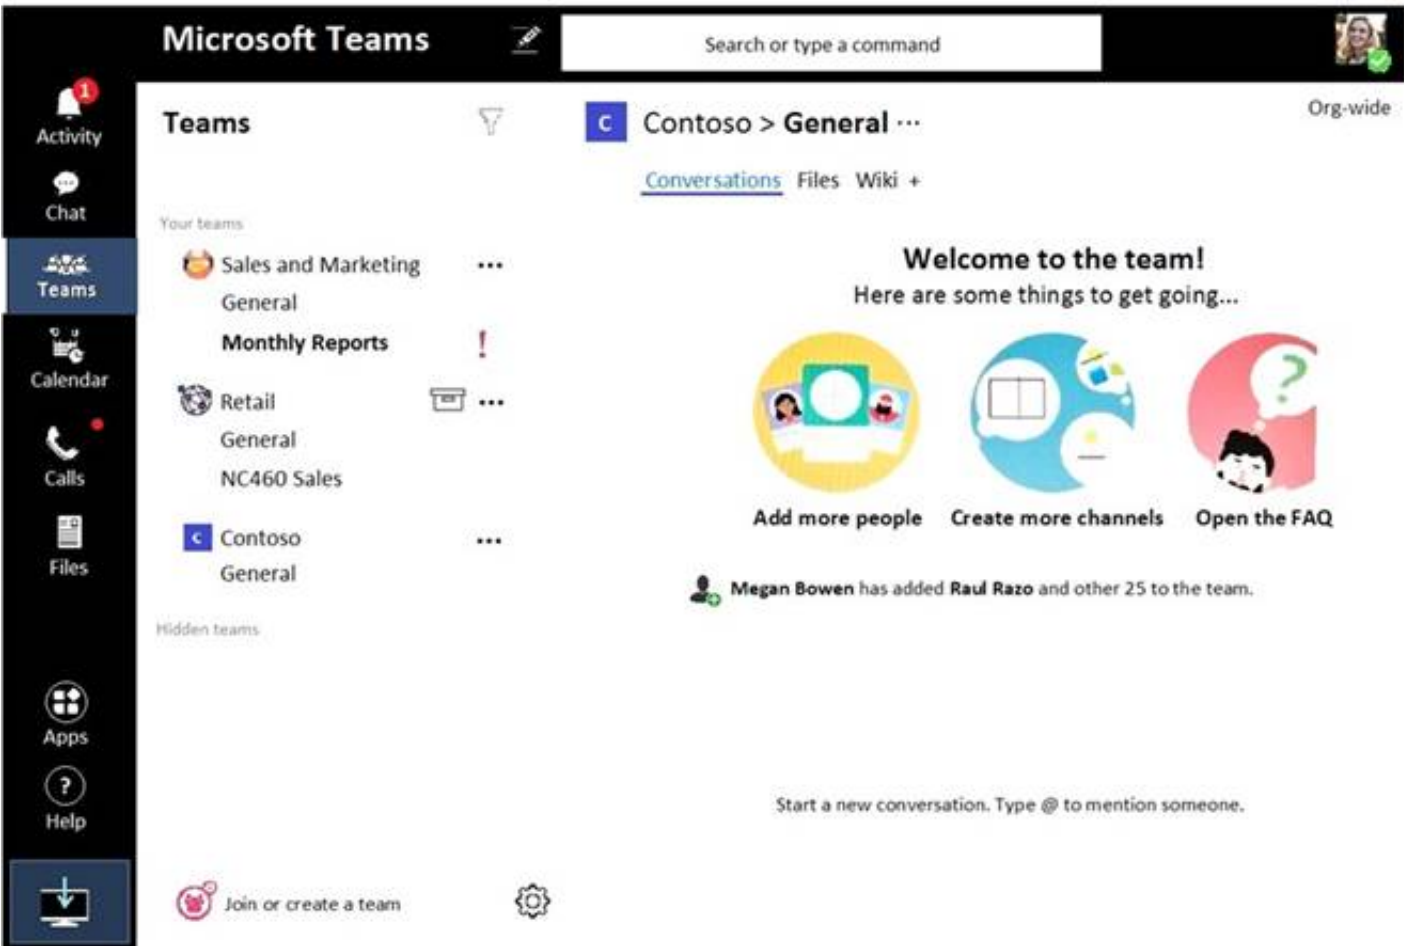 Microsoft Teams
Search or type a command
1
Activity
Chat
Teams
Calendar
Calls
Files
Apps
?
Help
Teams
Your teams
Sales and Marketing ...
General
Monthly Reports !
Retail ...
General
NC460 Sales
C Contoso ...
General
Hidden teams
Join or create a team
C Contoso > General ...
Org-wide
Conversations Files Wiki +
Welcome to the team!
Here are some things to get going...
?
Add more people Create more channels Open the FAQ
Megan Bowen has added Raul Razo and other 25 to the team.
Start a new conversation. Type @ to mention someone.